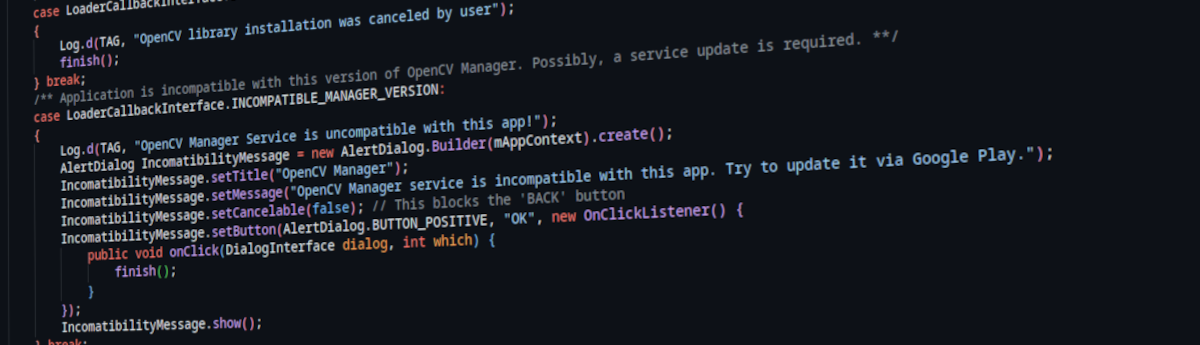 case LoaderCallbackInterface
{
Log.d(TAG, "OpenCV library installation was canceled by user");
finish();
} break;
/** Application is incompatible with this version of OpenCV Manager. Possibly, a service update is required. **/
case LoaderCallbackInterface.INCOMPATIBLE_MANAGER_VERSION:
{
Log.d(TAG, "OpenCV Manager Service is uncompatible with this app!");
AlertDialog IncomatibilityMessage = new AlertDialog.Builder(mAppContext).create();
IncomatibilityMessage.setTitle("OpenCV Manager");
IncomatibilityMessage.setMessage("OpenCV Manager service is incompatible with this app. Try to update it via Google Play.");
IncomatibilityMessage.setCancelable(false); // This blocks the 'BACK' button
IncomatibilityMessage.setButton(AlertDialog.BUTTON_POSITIVE, "OK", new OnClickListener() {
public void onClick(DialogInterface dialog, int which) {
finish();
}
});
IncomatibilityMessage.show();
} break;